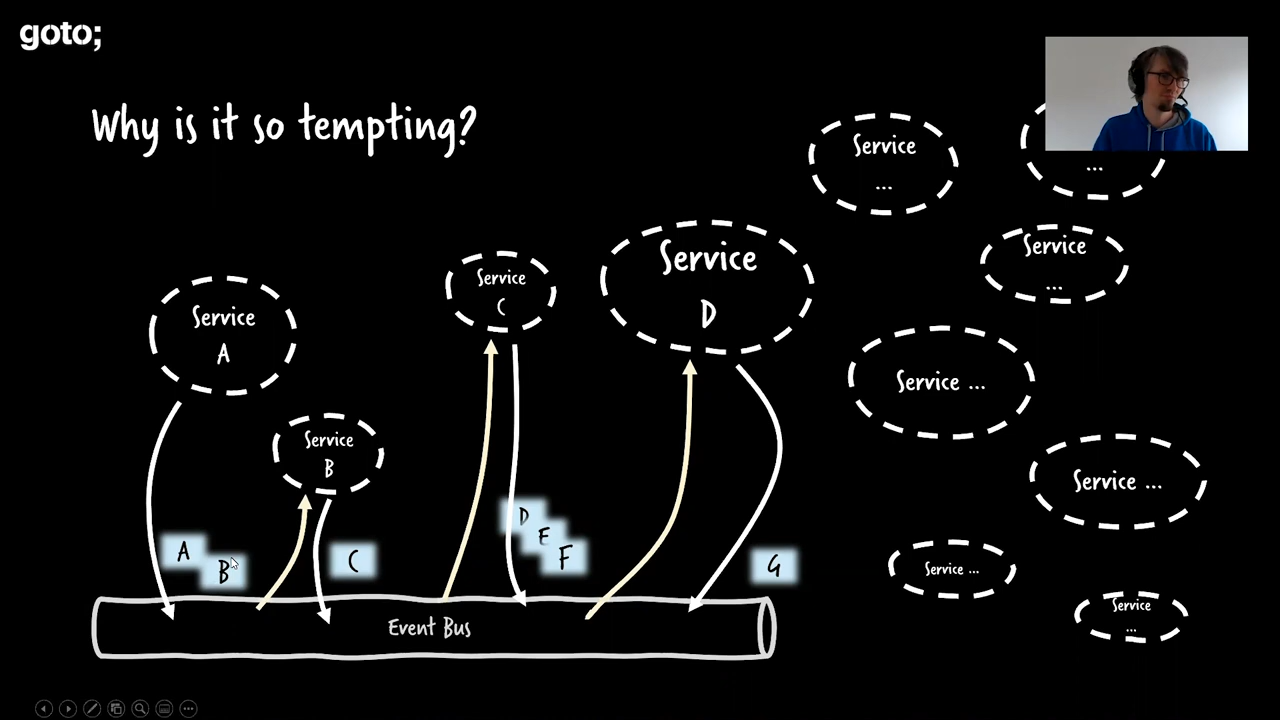 goto;
Why is it so tempting?
Service
...
...
Service
...
Service
D
Service
C
Service
A
Service ...
Service
B
Service ...
D
E
F
A
B
C
G
Service ...
Service
...
Event Bus